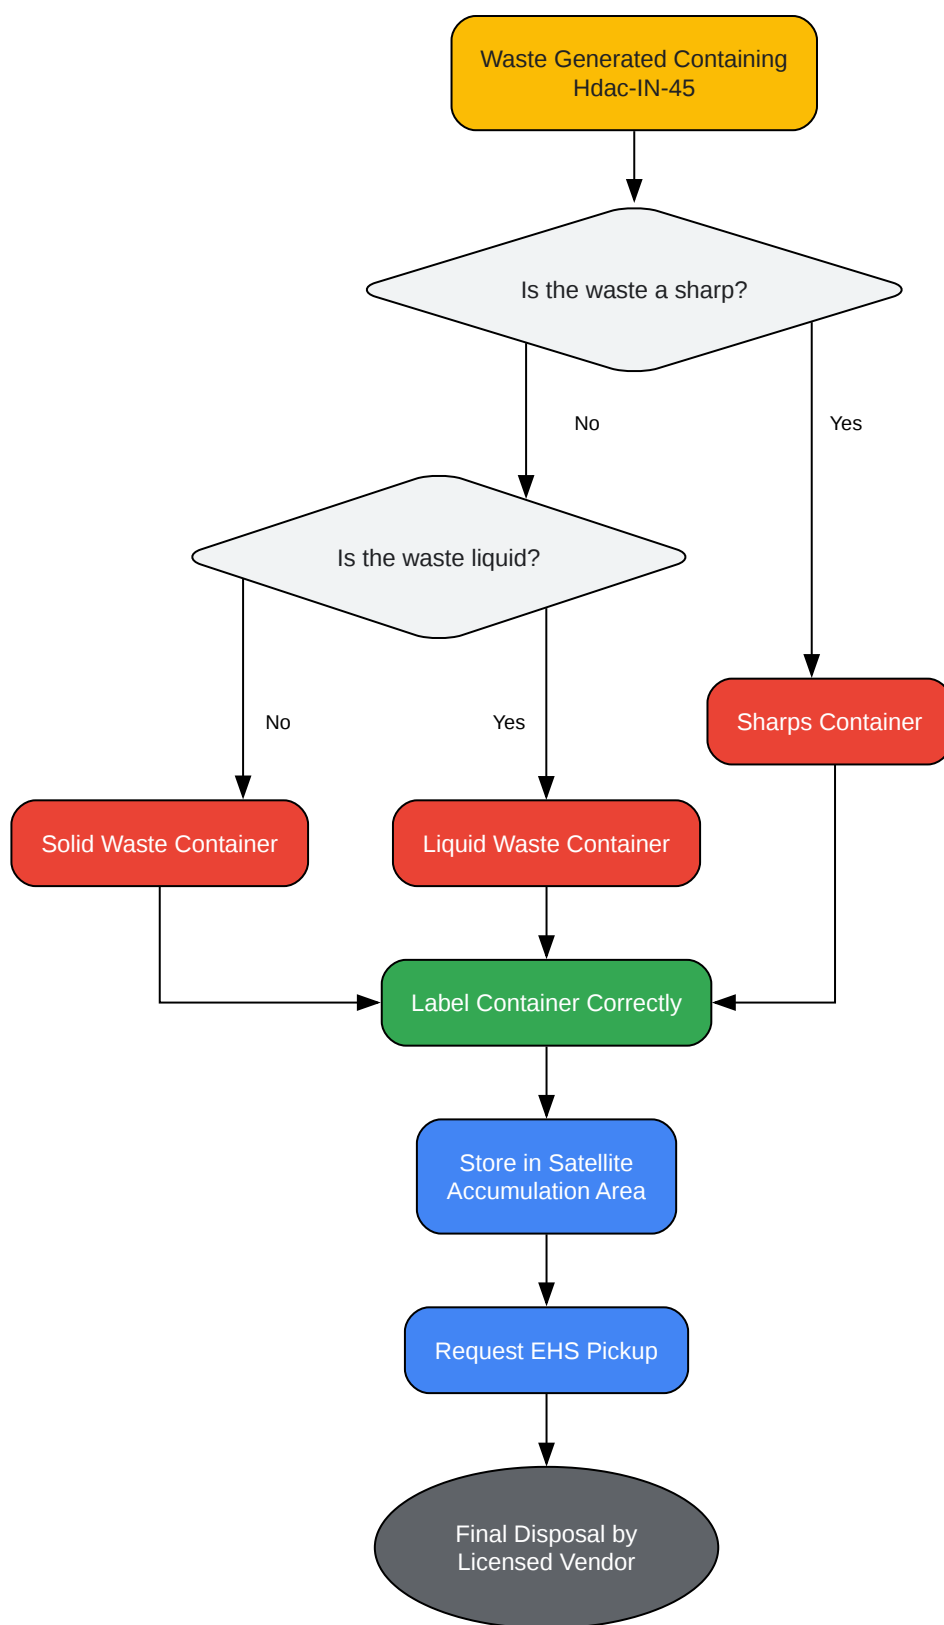 Waste Generated Containing
Hdac-IN-45
Is the waste a sharp?
No
Yes
Is the waste liquid?
No
Yes
Sharps Container
Solid Waste Container
Liquid Waste Container
Label Container Correctly
Store in Satellite
Accumulation Area
Request EHS Pickup
Final Disposal by
Licensed Vendor